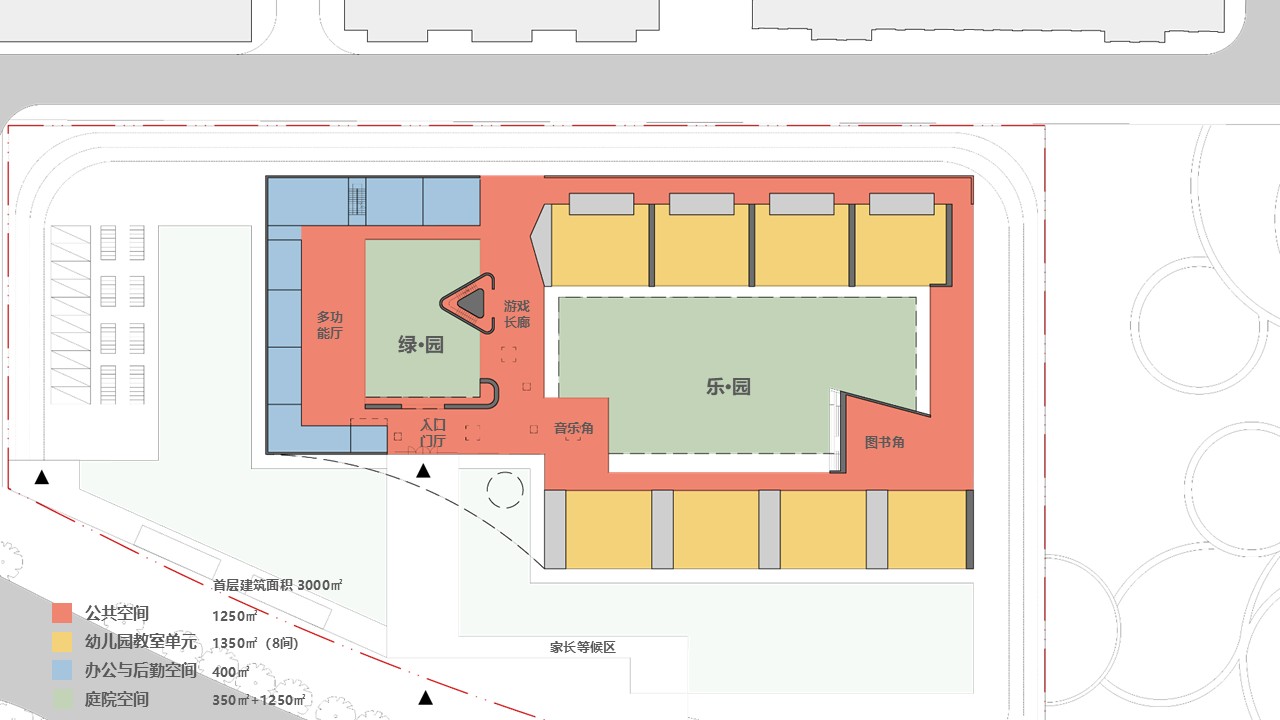 多功
能厅
游戏
长廊
绿·园
乐·园
入口
门厅
音乐角
图书角
首层建筑面积 3000㎡
公共空间 1250㎡
幼儿园教室单元 1350㎡ (8间)
家长等候区
办公与后勤空间 400㎡
庭院空间 350㎡+1250㎡